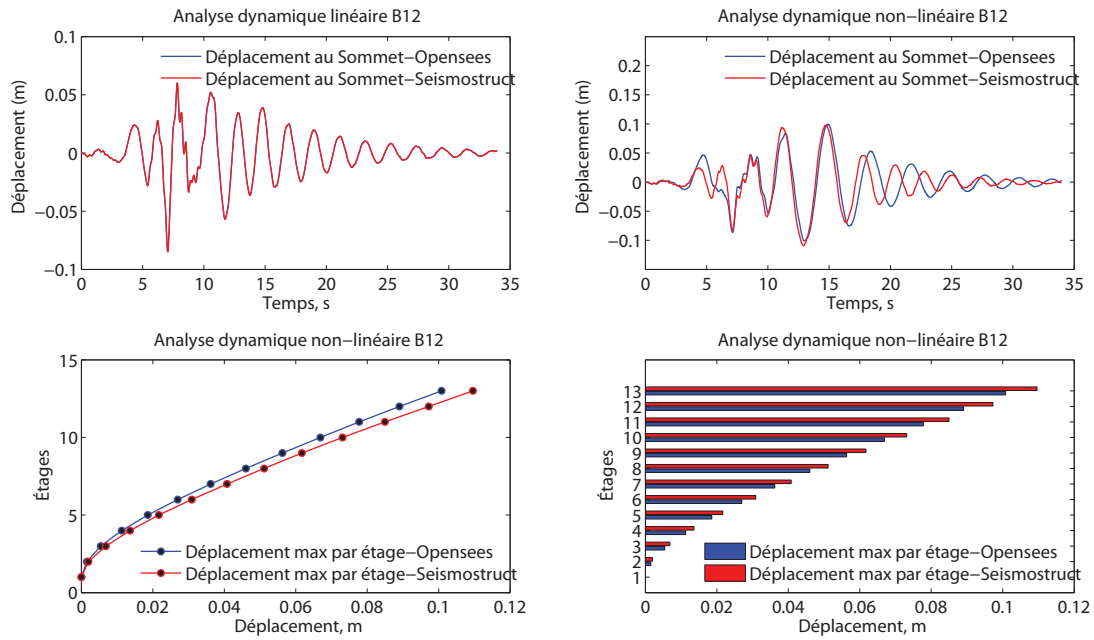 Analyse dynamique linéaire B12
0.1
0.05
0
−0.05
−0.1
Déplacement (m)
Déplacement au Sommet−Opensees
Déplacement au Sommet−Seismostruct
0 5 10 15 20 25 30 35
Temps, s
Analyse dynamique non−linéaire B12
0.2
0.15
0.1
0.05
0
−0.05
−0.1
Déplacement (m)
Déplacement au Sommet−Opensees
Déplacement au Sommet−Seismostruct
0 5 10 15 20 25 30 35
Temps, s
Analyse dynamique non−linéaire B12
15
10
5
0
Étages
Déplacement max par étage−Opensees
Déplacement max par étage−Seismostruct
0 0.02 0.04 0.06 0.08 0.1 0.12
Déplacement, m
Analyse dynamique non−linéaire B12
13
12
11
10
9
8
7
6
5
4
3
2
1
Étages
Déplacement max par étage−Opensees
Déplacement max par étage−Seismostruct
0 0.02 0.04 0.06 0.08 0.1 0.12
Déplacement, m